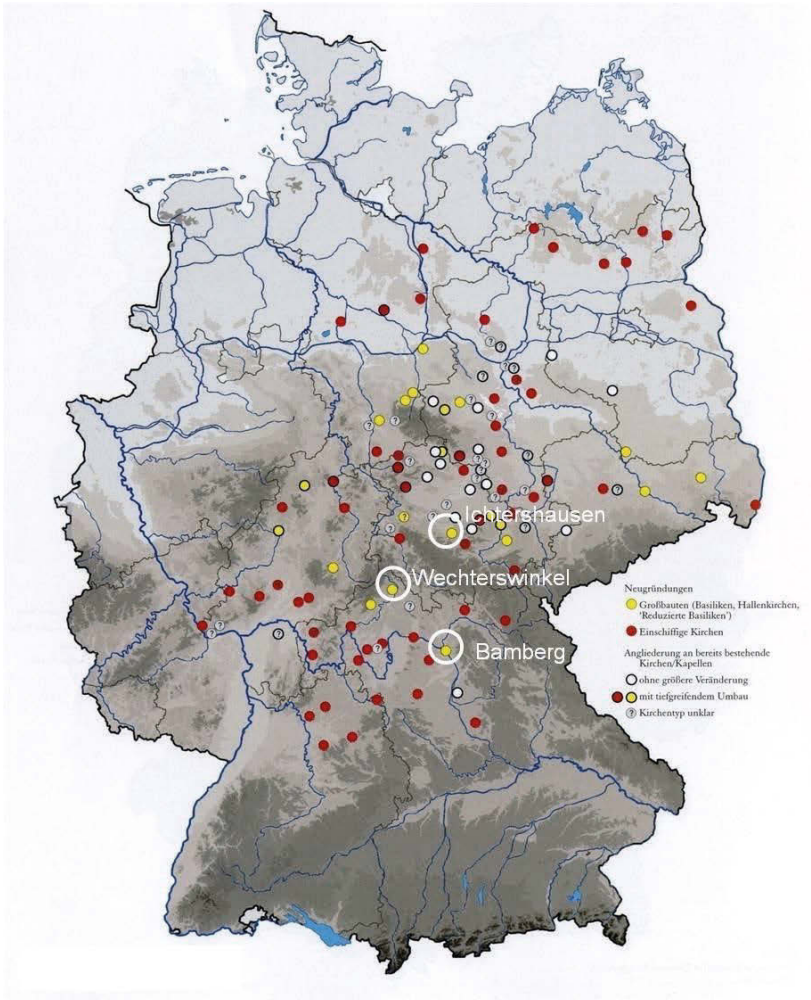 Ichtershausen
Wechterswinkel
Bamberg
Neugründungen
Großbauten (Basiliken, Hallenkirchen,
'Reduzierte Basiliken')
Einschiffige Kirchen
Angliederung an bereits bestehende
Kirchen/Kapellen
ohne größere Veränderung
mit tiefgreifendem Umbau
? Kirchentyp unklar